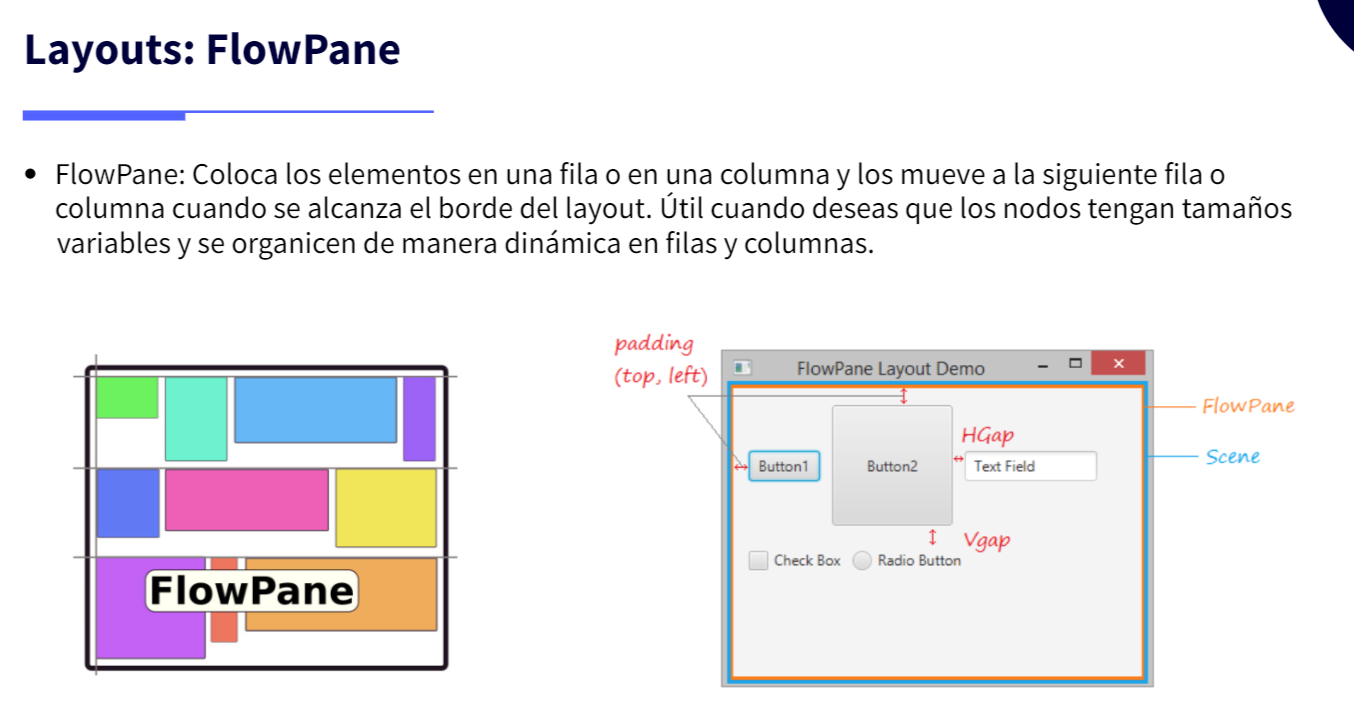 Layouts: FlowPane
• FlowPane: Coloca los elementos en una fila o en una columna y los mueve a la siguiente fila o
columna cuando se alcanza el borde del layout. Útil cuando deseas que los nodos tengan tamaños
variables y se organicen de manera dinámica en filas y columnas.
FlowPane
padding
(top, left)
FlowPane Layout Demo
FlowPane
HGap
Scene
Button1
Button2
Text Field
Vgap
Check Box
Radio Button